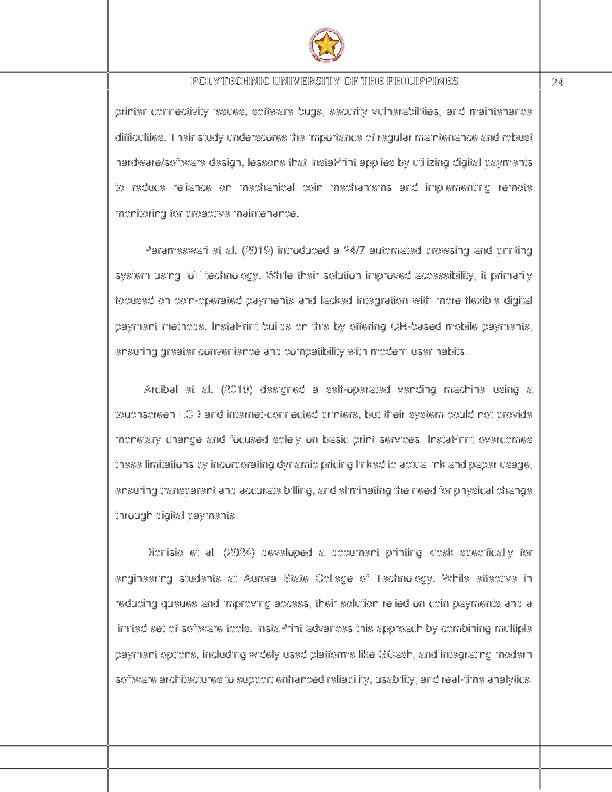 POLYTECHNIC UNIVERSITY OF THE PHILIPPINES 24
printer connectivity issues, software bugs, security vulnerabilities, and maintenance
difficulties. Their study underscores the importance of regular maintenance and robust
hardware/software design, lessons that InstaPrint applies by utilizing digital payments
to reduce reliance on mechanical coin mechanisms and implementing remote
monitoring for proactive maintenance.
Parameswari et al. (2019) introduced a 24/7 automated browsing and printing
system using IoT technology. While their solution improved accessibility, it primarily
focused on coin-operated payments and lacked integration with more flexible digital
payment methods. InstaPrint builds on this by offering QR-based mobile payments,
ensuring greater convenience and compatibility with modern user habits.
Ardibal et al. (2019) designed a self-operated vending machine using a
touchscreen LCD and internet-connected printers, but their system could not provide
monetary change and focused solely on basic print services. InstaPrint overcomes
these limitations by incorporating dynamic pricing linked to actual ink and paper usage,
ensuring transparent and accurate billing, and eliminating the need for physical change
through digital payments.
Dionisio et al. (2024) developed a document printing kiosk specifically for
engineering students at Aurora State College of Technology. While effective in
reducing queues and improving access, their solution relied on coin payments and a
limited set of software tools. InstaPrint advances this approach by combining multiple
payment options, including widely used platforms like GCash, and integrating modern
software architectures to support enhanced reliability, usability, and real-time analytics.